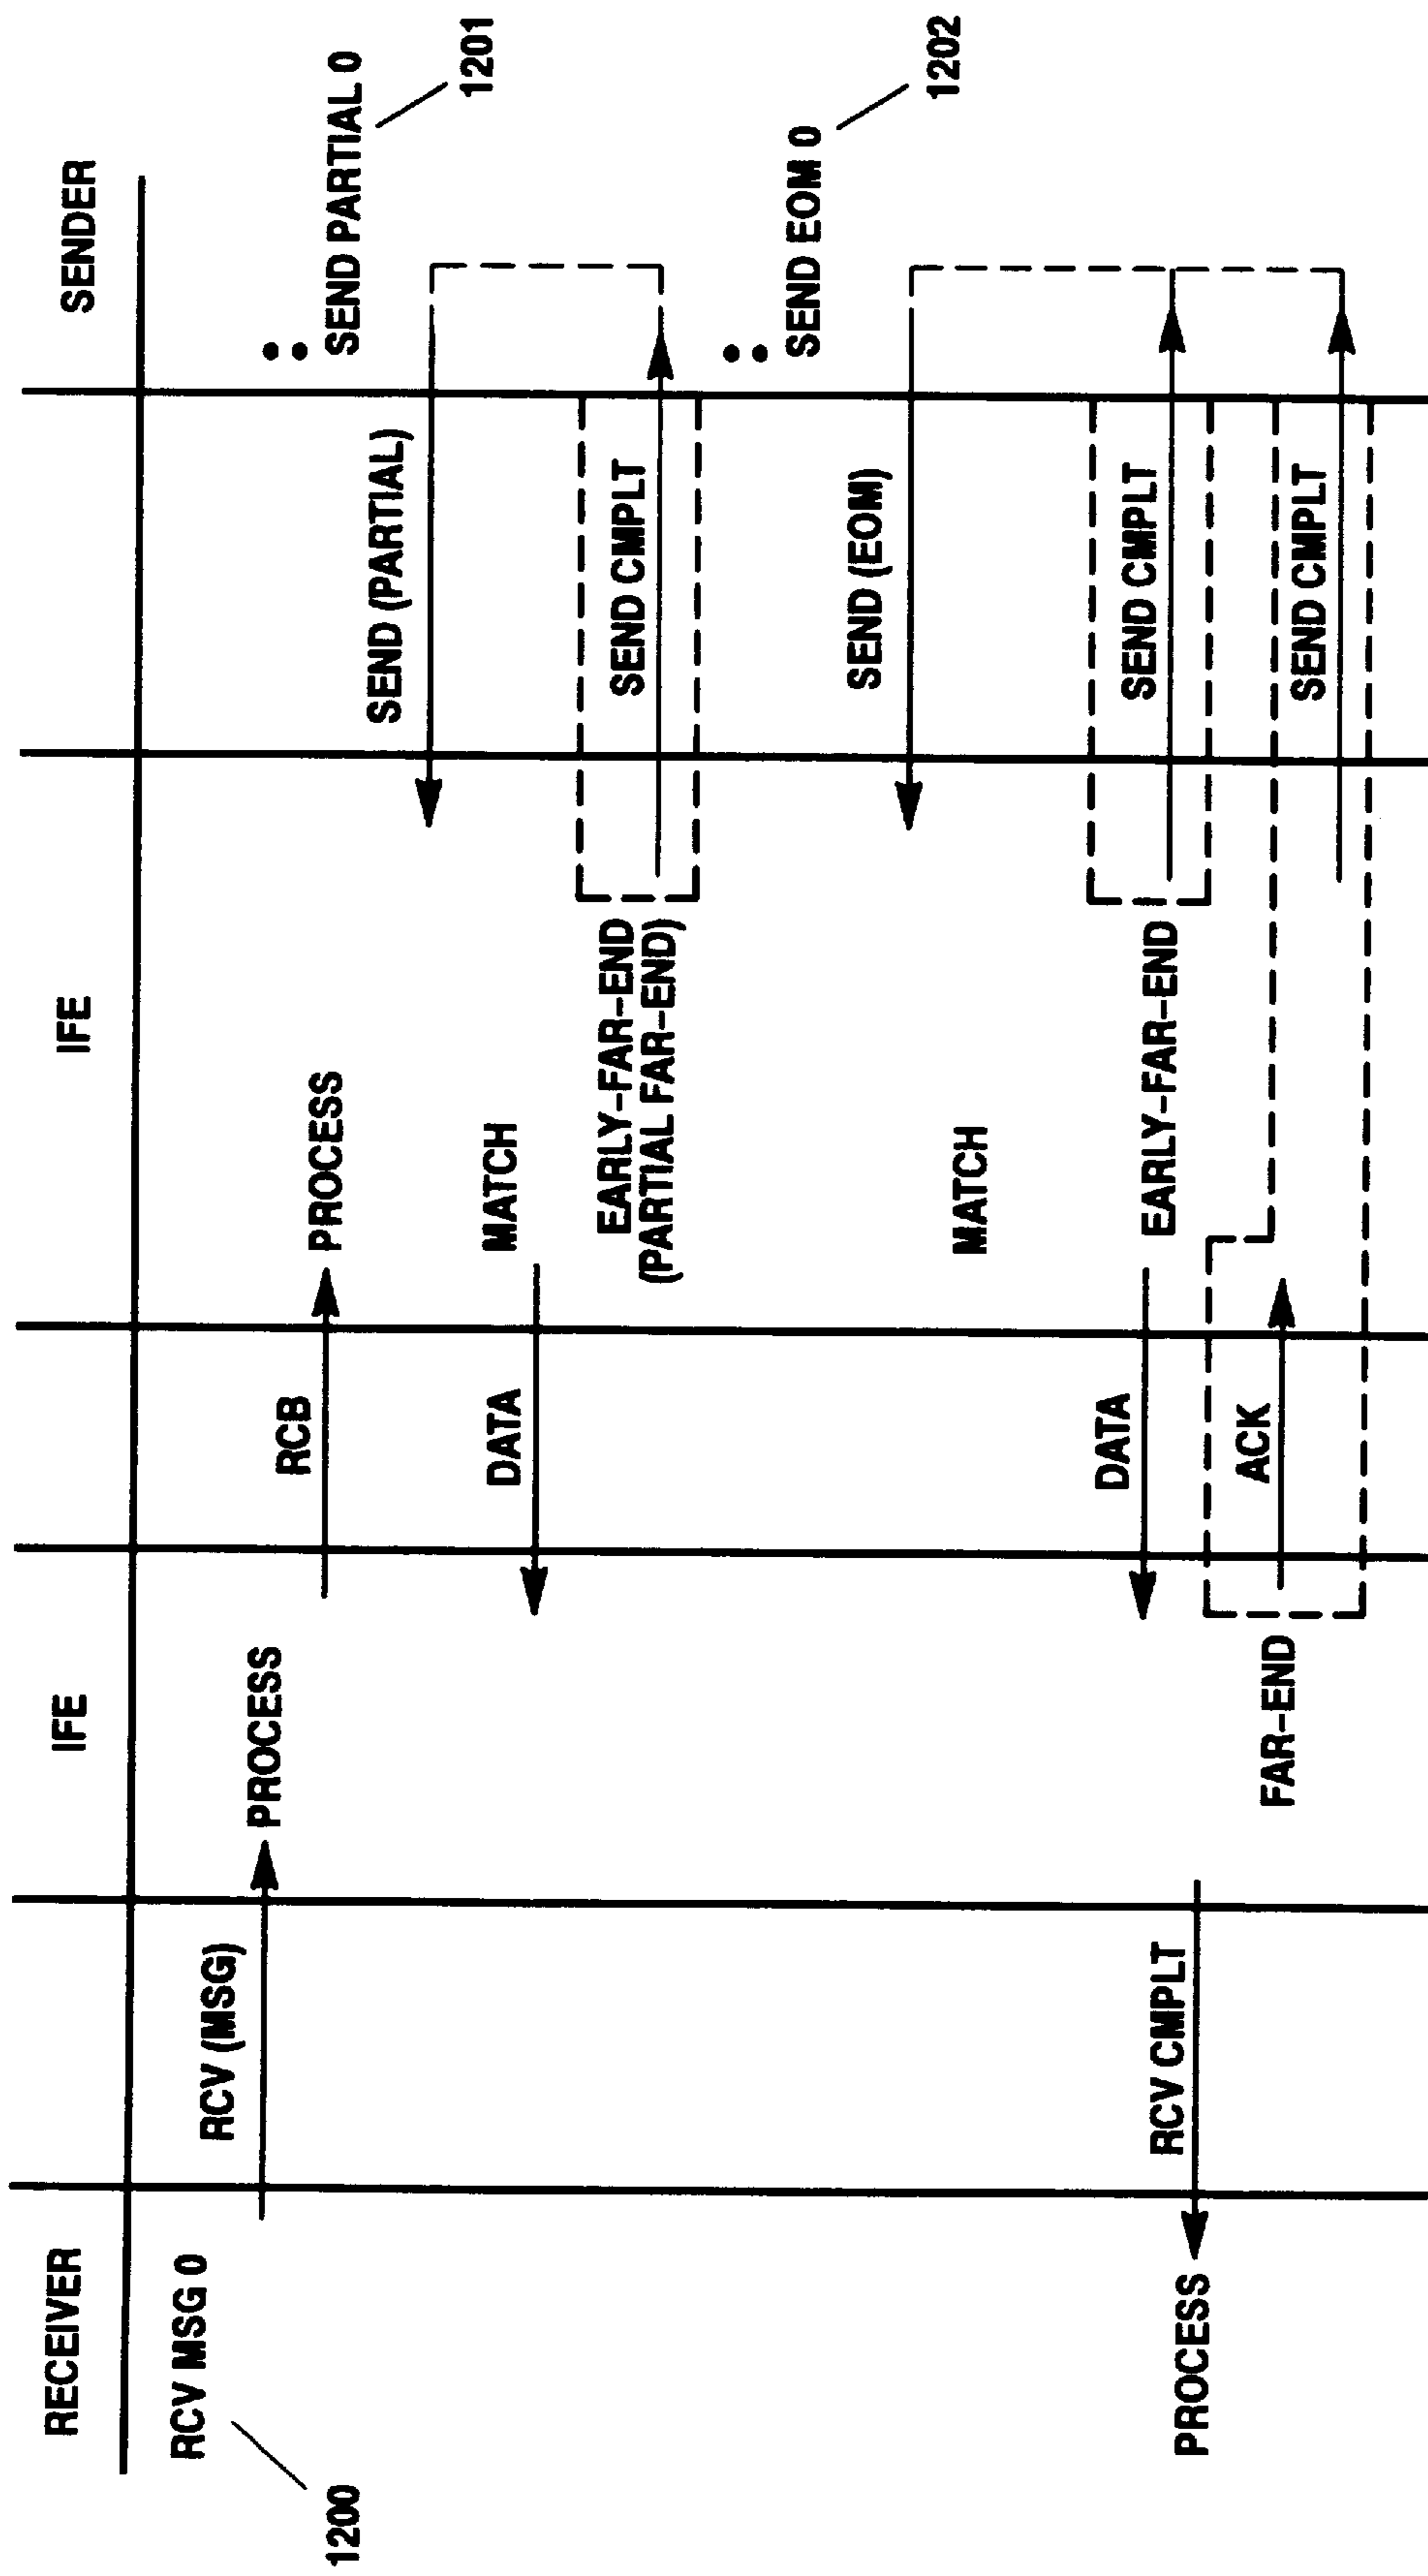 RECEIVER
IFE
IFE
SENDER
RCV MSG 0
1200
RCV (MSG)
PROCESS
RCB
PROCESS
SEND PARTIAL 0
1201
SEND (PARTIAL)
MATCH
DATA
EARLY-FAR-END
(PARTIAL FAR-END)
SEND CMPLT
SEND EOM 0
1202
SEND (EOM)
MATCH
DATA
EARLY-FAR-END
SEND CMPLT
RCV CMPLT
PROCESS
FAR-END
ACK
SEND CMPLT